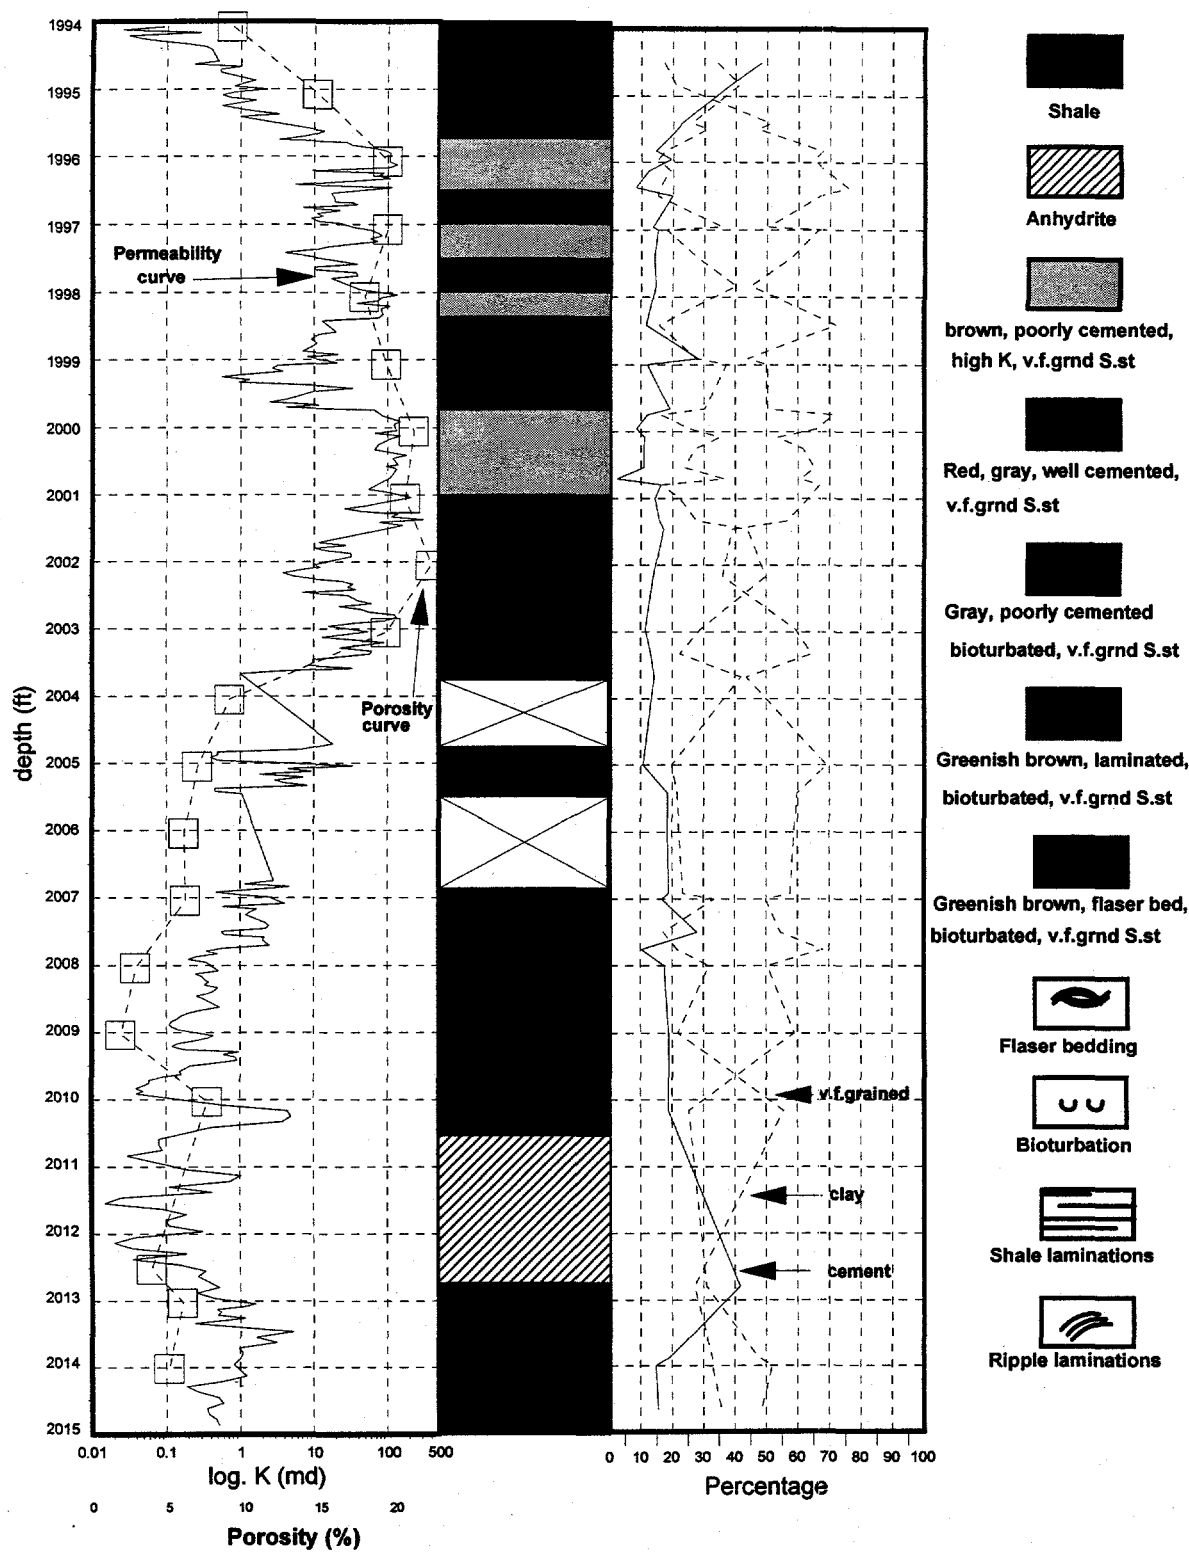 1994
1995
1996
1997
1998
1999
2000
2001
2002
2003
2004
2005
2006
2007
2008
2009
2010
2011
2012
2013
2014
2015
depth (ft)
Permeability
curve
Porosity
curve
0.01 0.1 1 10 100 500
log. K (md)
0 5 10 15 20
Porosity (%)
v.f.grained
clay
cement
0 10 20 30 40 50 60 70 80 90 100
Percentage
Shale
Anhydrite
brown, poorly cemented,
high K, v.f.grnd S.st
Red, gray, well cemented,
v.f.grnd S.st
Gray, poorly cemented
bioturbated, v.f.grnd S.st
Greenish brown, laminated,
bioturbated, v.f.grnd S.st
Greenish brown, flaser bed,
bioturbated, v.f.grnd S.st
Flaser bedding
Bioturbation
Shale laminations
Ripple laminations